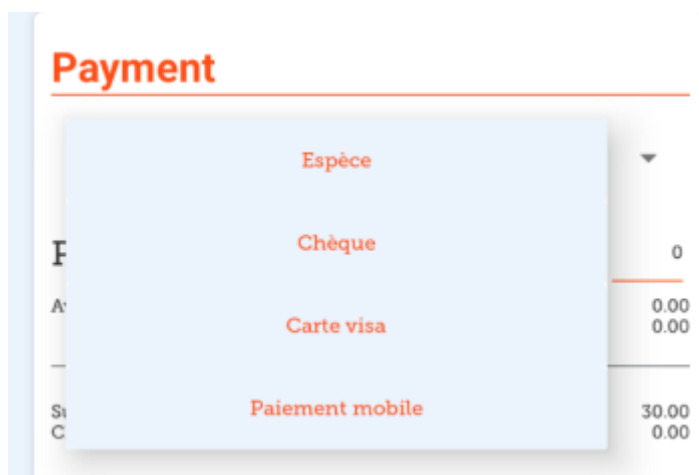 Payment
Espèce
Chèque
0
0.00
Carte visa
0.00
Paiement mobile
30.00
0.00